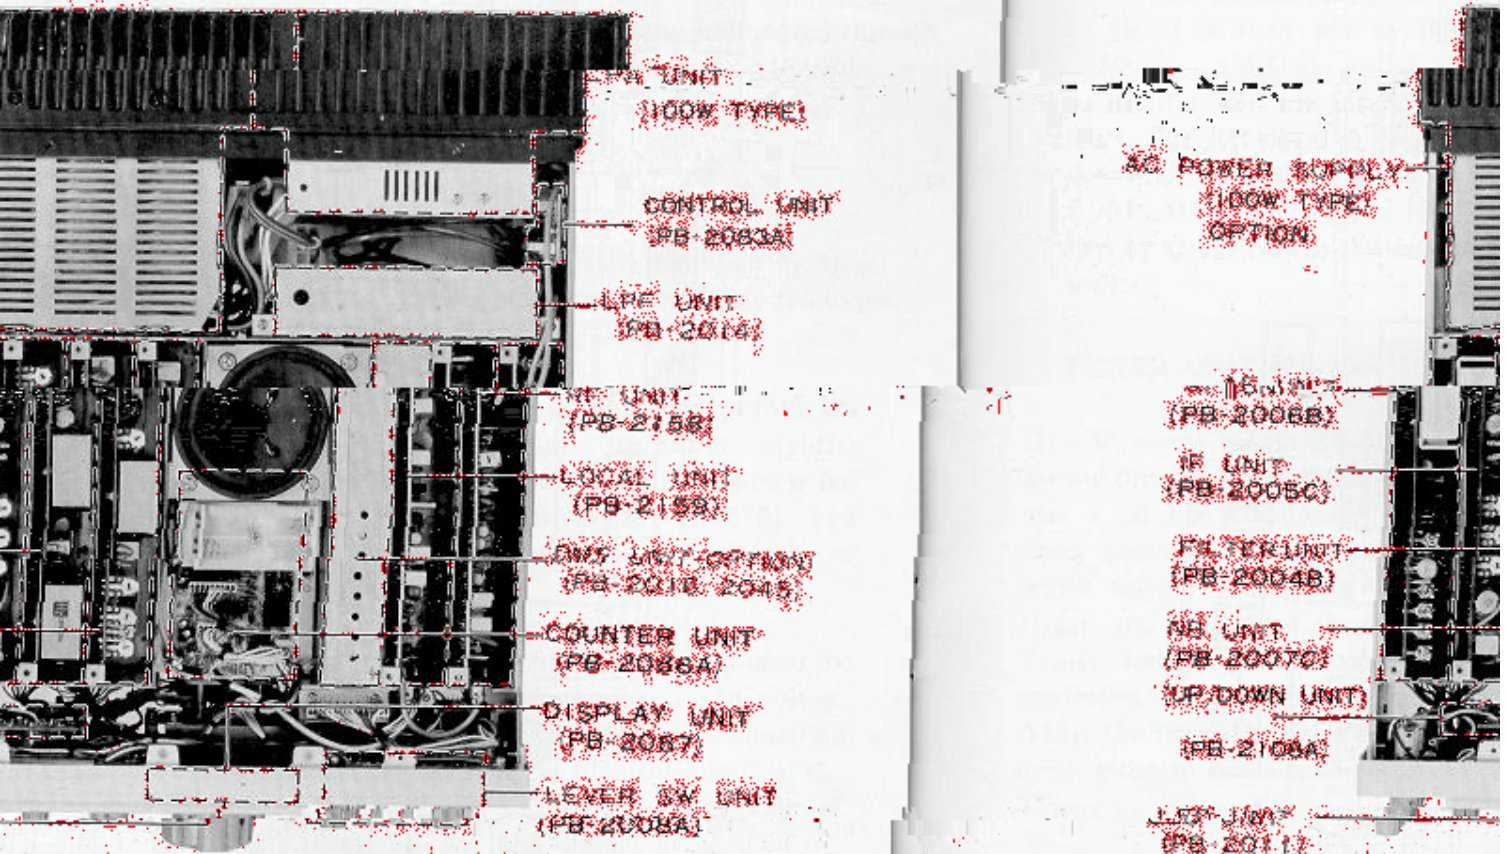 PA UNIT
(100W TYPE)
CONTROL UNIT
(PB-2083A)
LPF UNIT
(PB-2014)
RF UNIT
(PB-2158)
LOCAL UNIT
(PB-2159)
DMS UNIT-OPTION)
(PB-2016, 2045)
COUNTER UNIT
(PB-2086A)
DISPLAY UNIT
(PB-2087)
LEVER SW UNIT
(PB-2008A)
AC POWER SUPPLY
(100W TYPE)
OPTION
(PB-2006B)
IF UNIT
(PB-2005C)
FILTER UNIT
(PB-2004B)
NB UNIT
(PB-2007C)
(UP/DOWN UNIT)
(PB-2108A)
UNIT
(PB-2011)